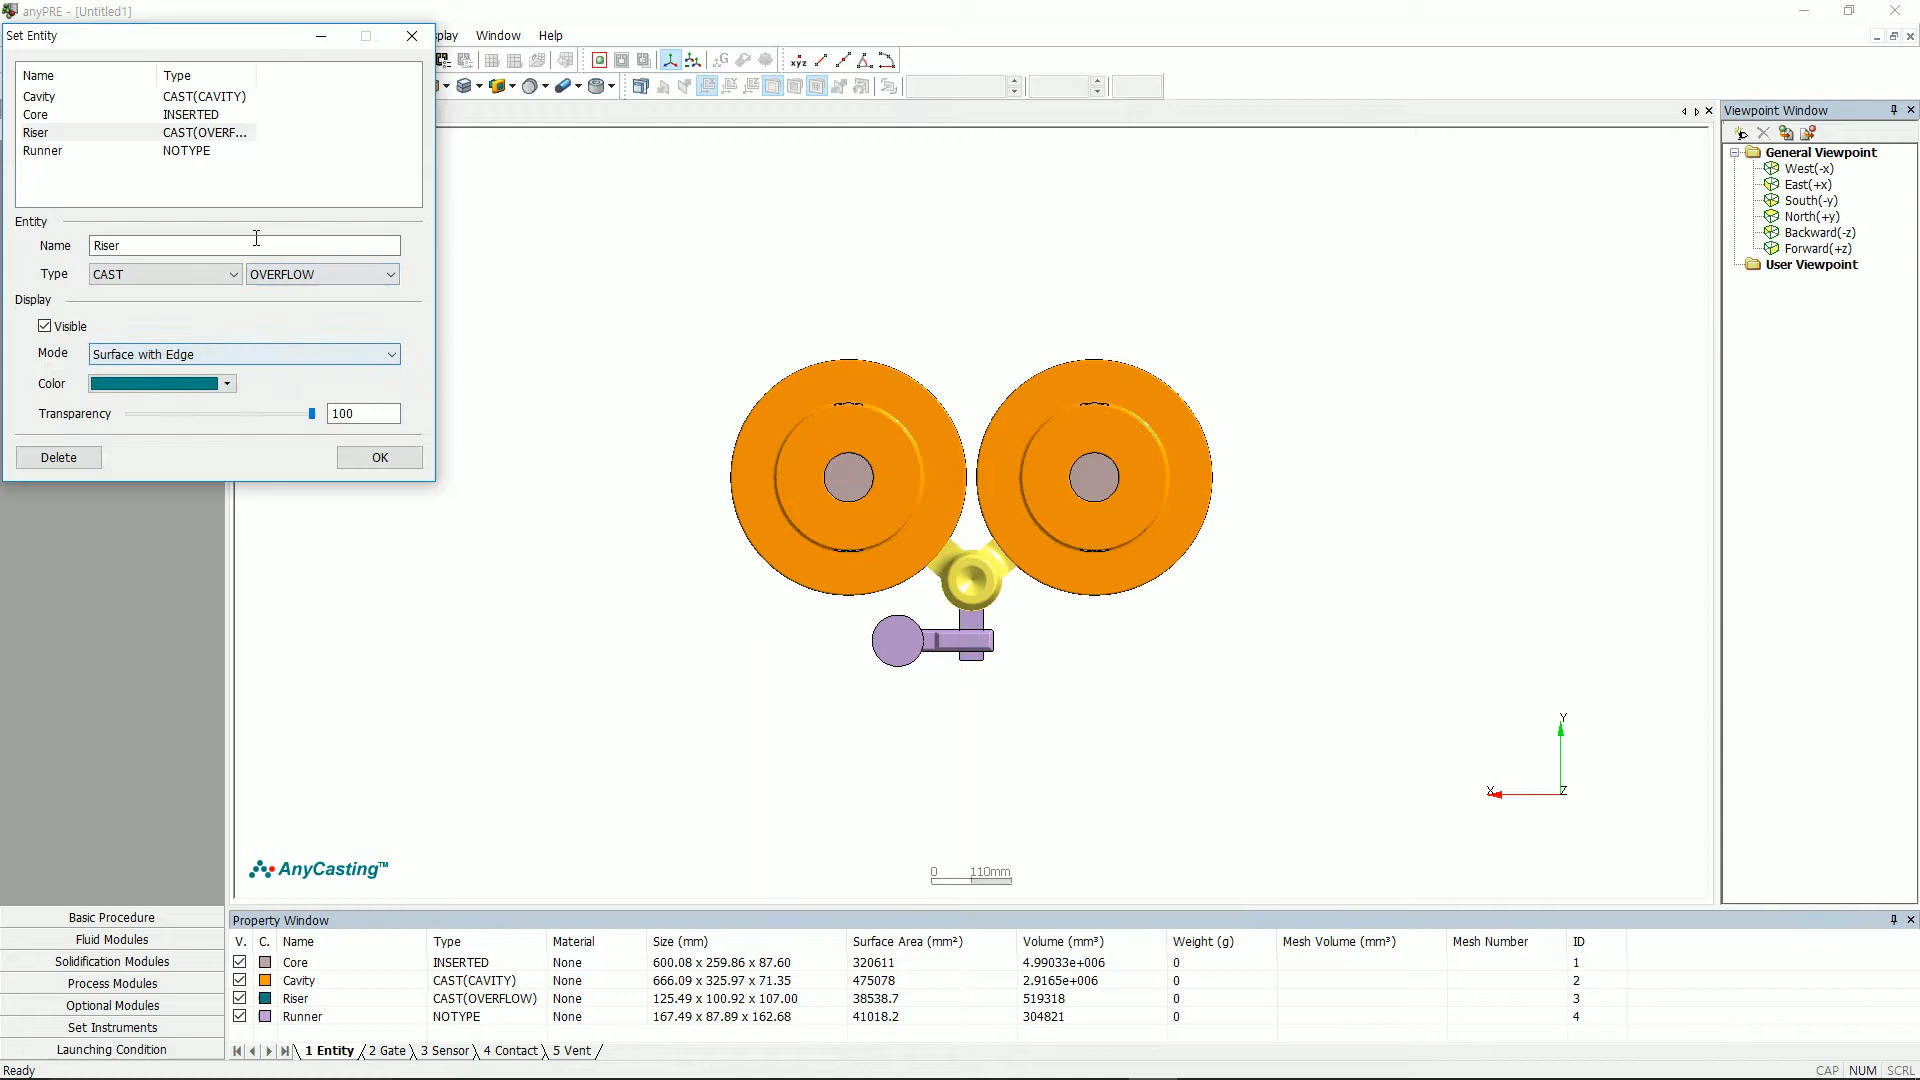 anyPRE - [Untitled1]
Set Entity
play Window Help
Name Type
Cavity CAST(CAVITY)
Core INSERTED
Riser CAST(OVERF...
Runner NOTYPE
Entity
Name Riser
Type CAST OVERFLOW
Display
Visible
Mode Surface with Edge
Color
Transparency 100
Delete OK
xyz
Viewpoint Window
General Viewpoint
West(-x)
East(+x)
South(-y)
North(+y)
Backward(-z)
Forward(+z)
User Viewpoint
Y
X Z
AnyCasting™
0 110mm
Basic Procedure
Fluid Modules
Solidification Modules
Process Modules
Optional Modules
Set Instruments
Launching Condition
Property Window
V. C. Name Type Material Size (mm) Surface Area (mm²) Volume (mm³) Weight (g) Mesh Volume (mm³) Mesh Number ID
Core INSERTED None 600.08 x 259.86 x 87.60 320611 4.99033e+006 0 1
Cavity CAST(CAVITY) None 666.09 x 325.97 x 71.35 475078 2.9165e+006 0 2
Riser CAST(OVERFLOW) None 125.49 x 100.92 x 107.00 38538.7 519318 0 3
Runner NOTYPE None 167.49 x 87.89 x 162.68 41018.2 304821 0 4
1 Entity 2 Gate 3 Sensor 4 Contact 5 Vent
Ready CAP NUM SCRL